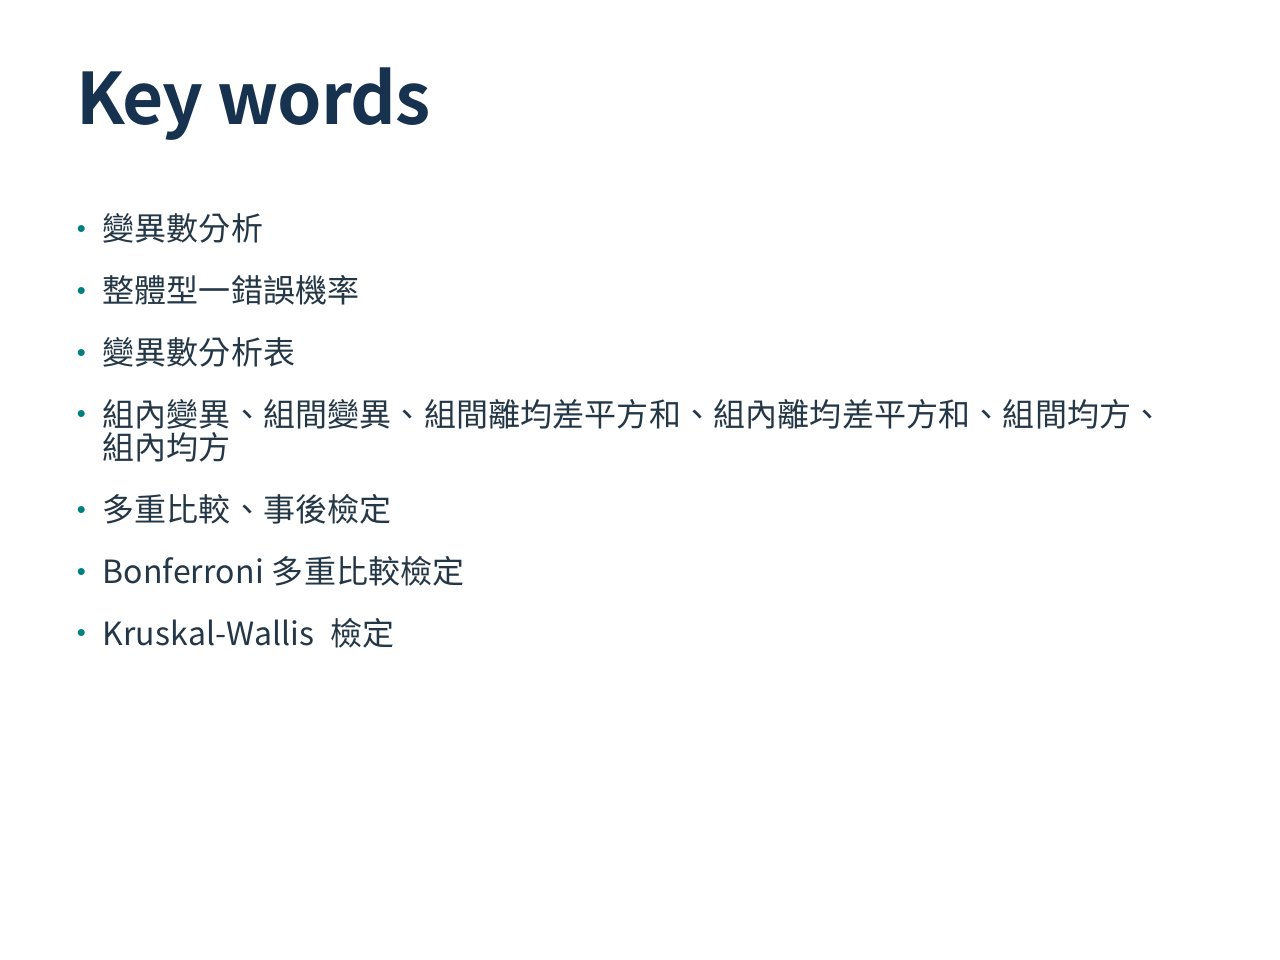 Key words
• 變異數分析
• 整體型一錯誤機率
• 變異數分析表
• 組內變異、組間變異、組間離均差平方和、組內離均差平方和、組間均方、
組內均方
• 多重比較、事後檢定
• Bonferroni 多重比較檢定
• Kruskal-Wallis 檢定